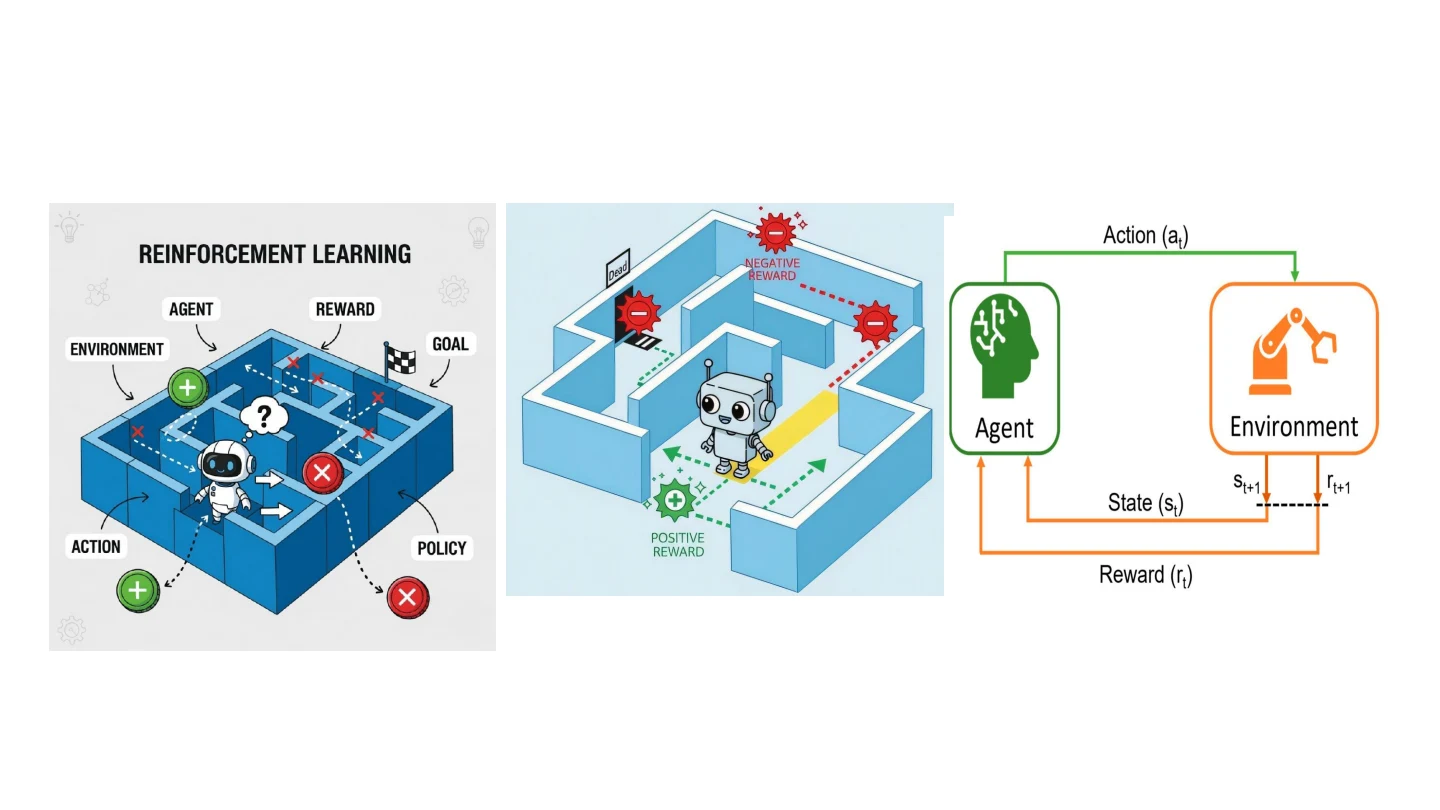 REINFORCEMENT LEARNING
AGENT
REWARD
ENVIRONMENT
GOAL
?
ACTION
POLICY
Dead
NEGATIVE
REWARD
POSITIVE
REWARD
Action (aₜ)
Agent
Environment
sₜ₊₁
rₜ₊₁
State (sₜ)
Reward (rₜ)